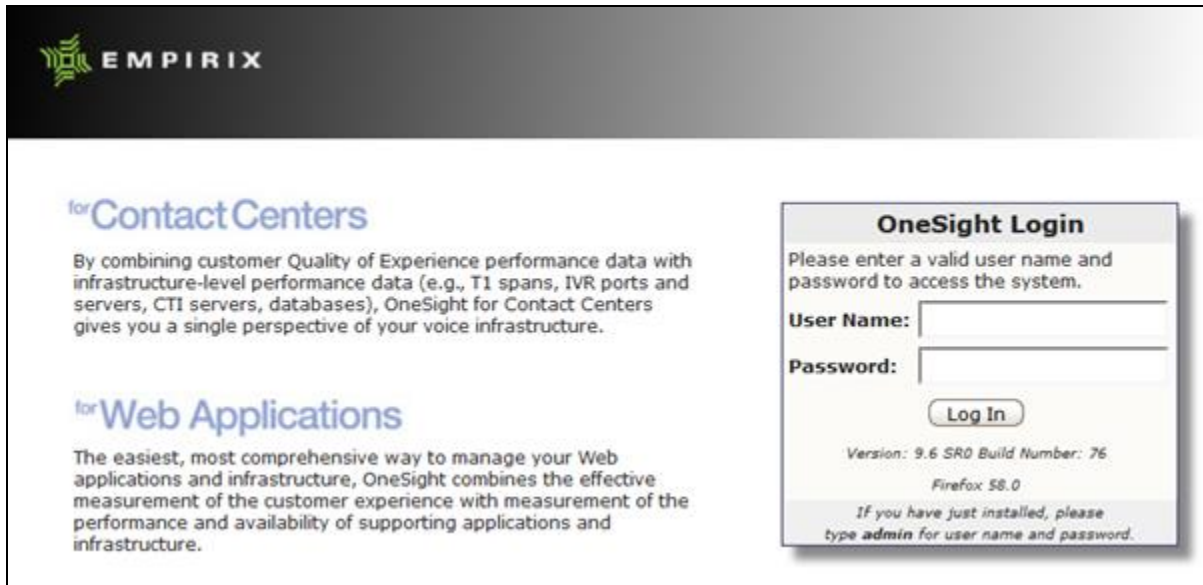 EMPIRIX
for Contact Centers
By combining customer Quality of Experience performance data with
infrastructure-level performance data (e.g., T1 spans, IVR ports and
servers, CTI servers, databases), OneSight for Contact Centers
gives you a single perspective of your voice infrastructure.
for Web Applications
The easiest, most comprehensive way to manage your Web
applications and infrastructure, OneSight combines the effective
measurement of the customer experience with measurement of the
performance and availability of supporting applications and
infrastructure.
OneSight Login
Please enter a valid user name and
password to access the system.
User Name:
Password:
Log In
Version: 9.6 SR0 Build Number: 76
Firefox 58.0
If you have just installed, please
type admin for user name and password.